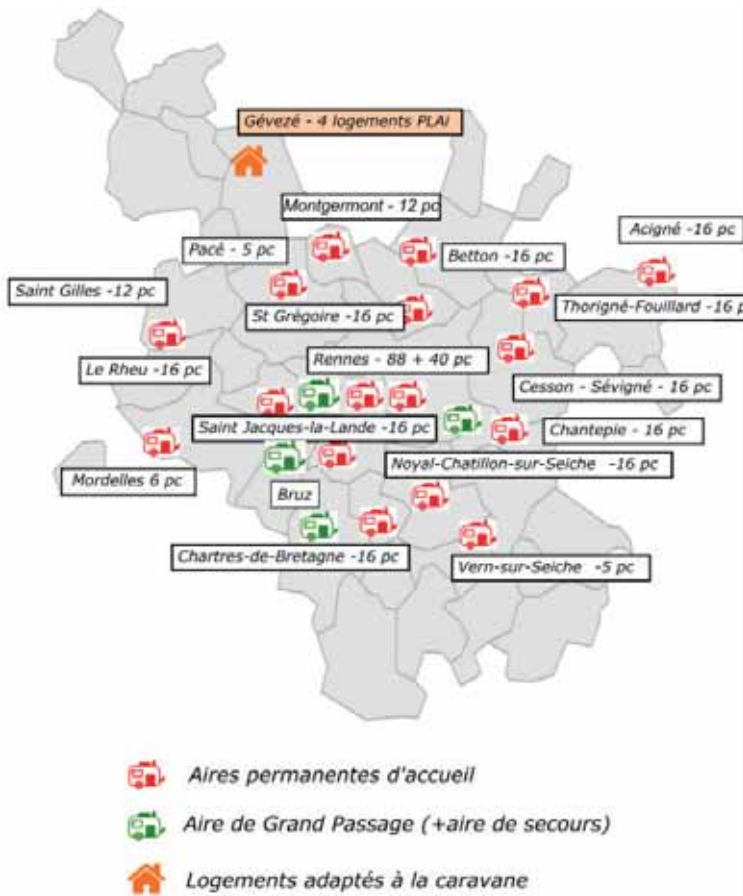 Gévezé - 4 logements PLAI
Montgermont - 12 pc
Acigné -16 pc
Pacé - 5 pc
Betton -16 pc
Saint Gilles -12 pc
Thorigné-Fouillard -16 p
St Grégoire -16 pc
Rennes - 88 + 40 pc
Le Rheu -16 pc
Cesson - Sévigné - 16 pc
Saint Jacques-la-Lande -16 pc
Chantepie - 16 pc
Noyal-Chatillon-sur-Seiche -16 pc
Mordelles 6 pc
Bruz
Chartres-de-Bretagne -16 pc
Vern-sur-Seiche -5 pc
Aires permanentes d'accueil
Aire de Grand Passage (+aire de secours)
Logements adaptés à la caravane